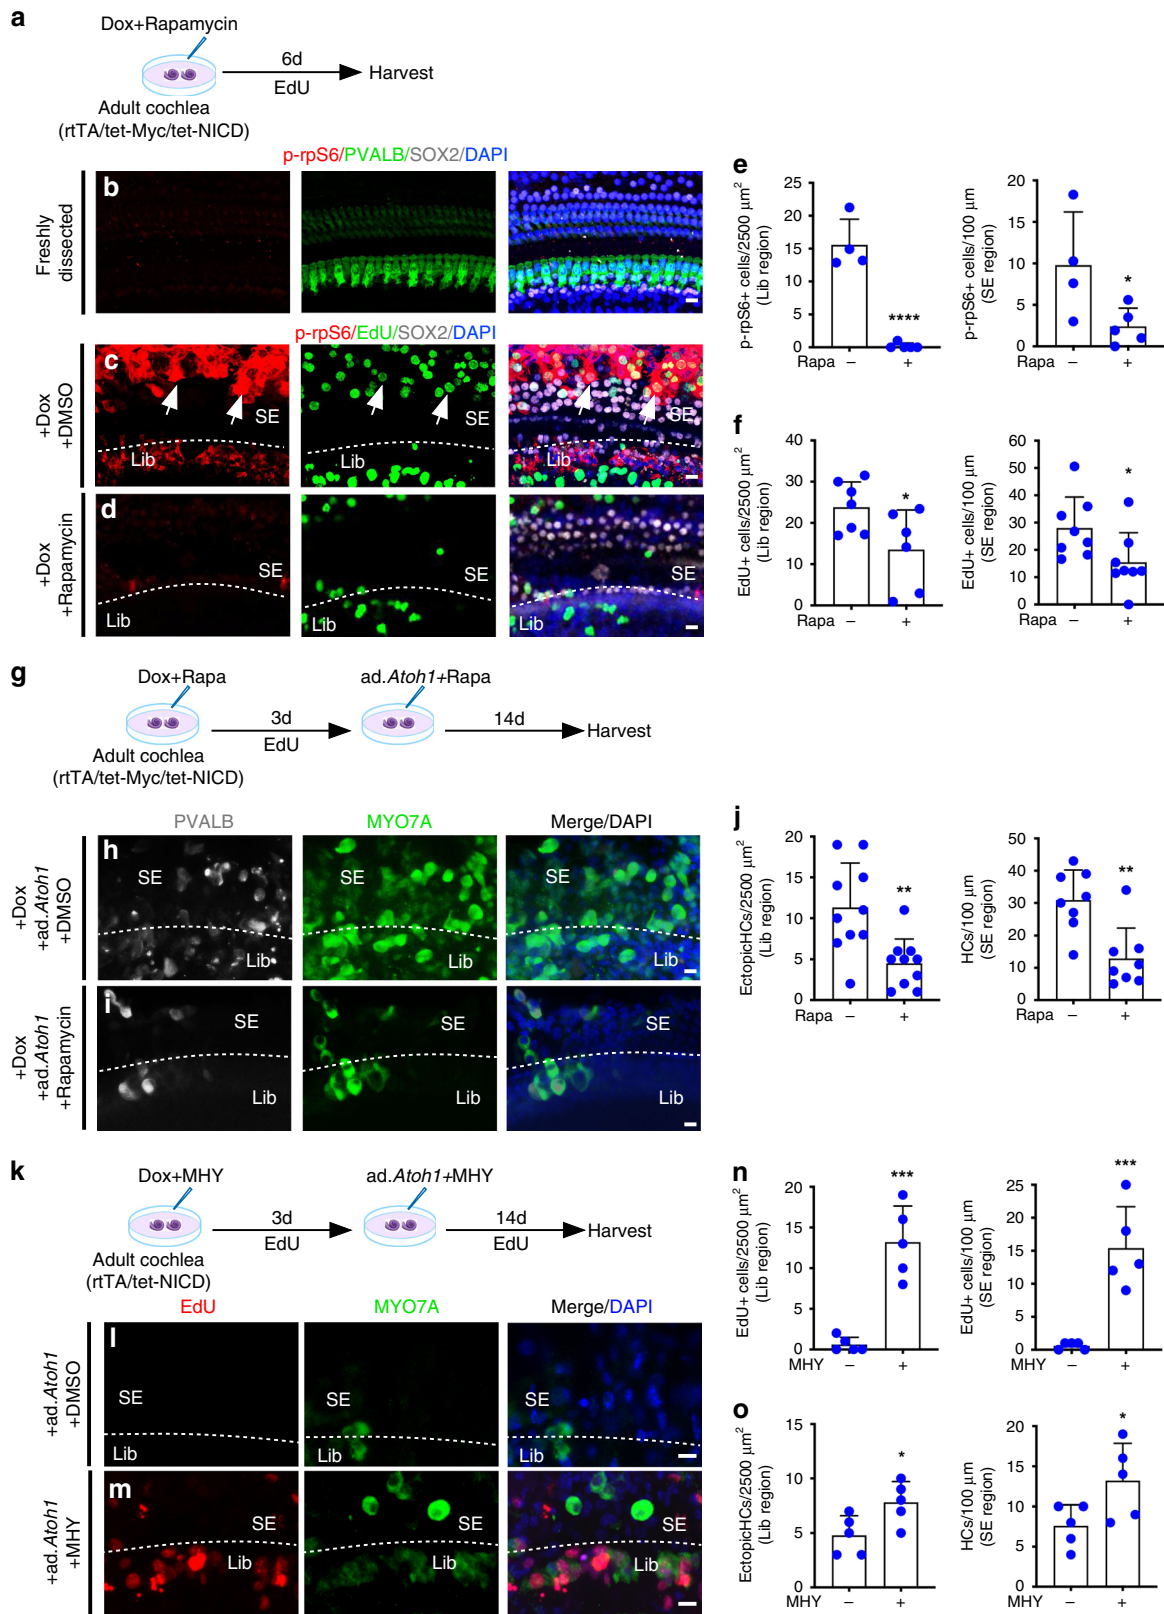 a
Dox+Rapamycin
6d
EdU
Harvest
Adult cochlea
(rtTA/tet-Myc/tet-NICD)
p-rpS6/PVALB/SOX2/DAPI
Freshly
dissected
b
p-rpS6/EdU/SOX2/DAPI
+Dox
+DMSO
c
SE
Lib
SE
Lib
SE
Lib
+Dox
+Rapamycin
d
SE
Lib
SE
Lib
SE
Lib
e
p-rpS6+ cells/2500 µm²
(Lib region)
25
20
15
10
5
0
****
Rapa
–
+
p-rpS6+ cells/100 µm
(SE region)
20
15
10
5
0
*
–
+
f
EdU+ cells/2500 µm²
(Lib region)
40
30
20
10
0
*
Rapa
–
+
EdU+ cells/100 µm
(SE region)
60
50
40
30
20
10
0
*
–
+
g
Dox+Rapa
3d
EdU
ad.Atoh1+Rapa
14d
Harvest
Adult cochlea
(rtTA/tet-Myc/tet-NICD)
PVALB
MYO7A
Merge/DAPI
+Dox
+ad.Atoh1
+DMSO
h
SE
Lib
SE
Lib
SE
Lib
+Dox
+ad.Atoh1
+Rapamycin
i
SE
Lib
SE
Lib
SE
Lib
j
EctopicHCs/2500 µm²
(Lib region)
20
15
10
5
0
**
Rapa
–
+
HCs/100 µm
(SE region)
50
40
30
20
10
0
**
–
+
k
Dox+MHY
3d
EdU
ad.Atoh1+MHY
14d
EdU
Harvest
Adult cochlea
(rtTA/tet-NICD)
EdU
MYO7A
Merge/DAPI
+ad.Atoh1
+DMSO
l
SE
Lib
SE
Lib
SE
Lib
+ad.Atoh1
+MHY
m
SE
Lib
SE
Lib
SE
Lib
n
EdU+ cells/2500 µm²
(Lib region)
20
15
10
5
0
***
MHY
–
+
EdU+ cells/100 µm
(SE region)
25
20
15
10
5
0
***
–
+
o
EctopicHCs/2500 µm²
(Lib region)
15
10
5
0
*
MHY
–
+
HCs/100 µm
(SE region)
20
15
10
5
0
*
–
+